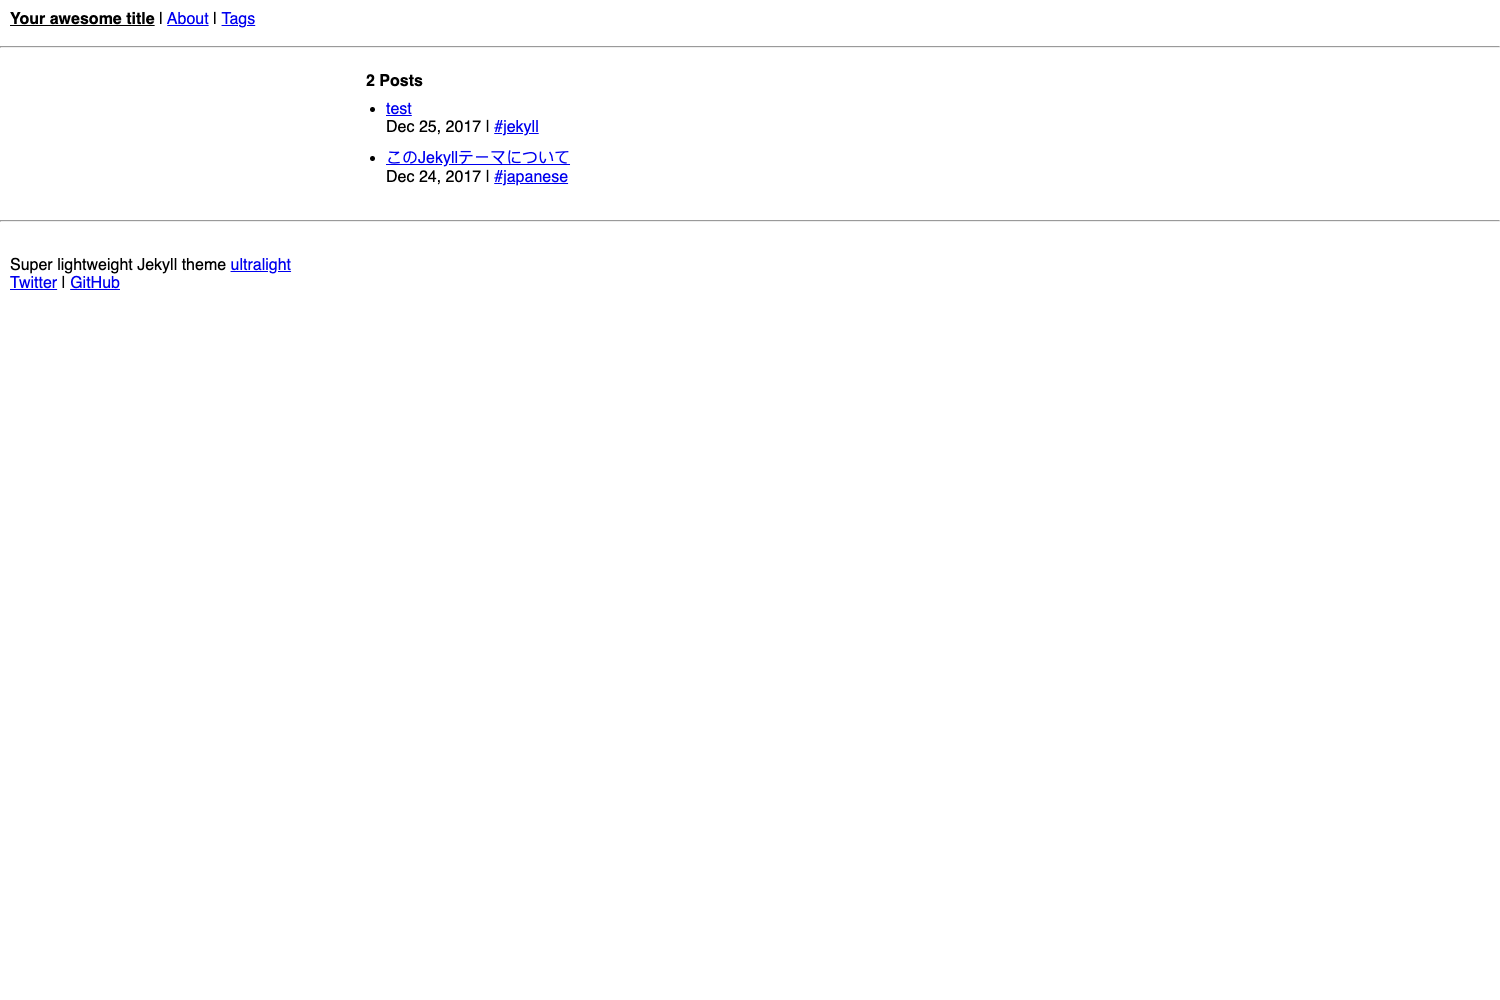 Your awesome title | About | Tags
2 Posts
test
Dec 25, 2017 | #jekyll
このJekyllテーマについて
Dec 24, 2017 | #japanese
Super lightweight Jekyll theme ultralight
Twitter | GitHub